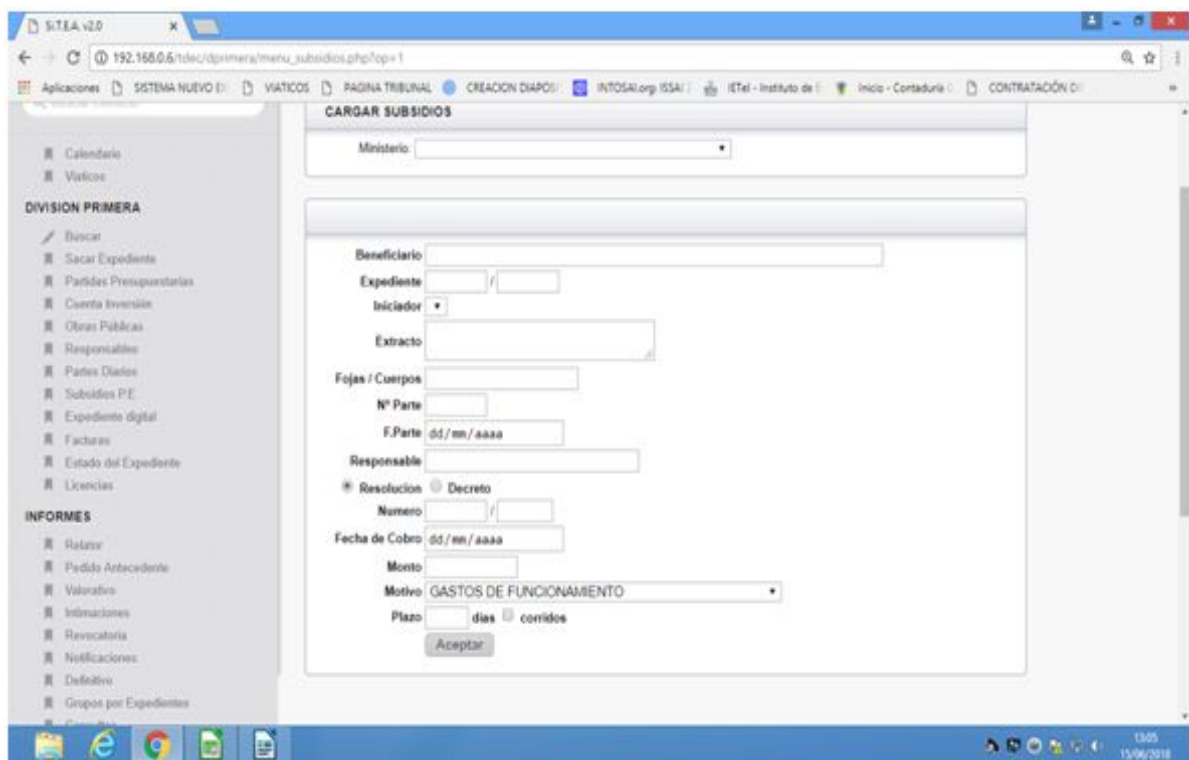 S.I.T.E.A. v2.0
192.168.0.6/tdec/dprimera/menu_subsidios.php?op=1
Aplicaciones
SISTEMA NUEVO
VIATICOS
PAGINA TRIBUNAL
CREACION DIAPOS
INTOSAI.org ISSAI
IETel - Instituto de
Inicio - Contaduría
CONTRATACIÓN
Calendario
Viaticos
DIVISION PRIMERA
Buscar
Sacar Expediente
Partidas Presupuestarias
Cuenta Inversión
Obras Públicas
Responsables
Partes Diarios
Subsidios P.E.
Expediente digital
Facturas
Estado del Expediente
Licencias
INFORMES
Relator
Pedido Antecedente
Valorativo
Intimaciones
Revocatoria
Notificaciones
Definitivo
Grupos por Expedientes
CARGAR SUBSIDIOS
Ministerio
Beneficiario
Expediente /
Iniciador
Extracto
Fojas / Cuerpos
Nº Parte
F.Parte dd/mm/aaaa
Responsable
Resolucion Decreto
Numero /
Fecha de Cobro dd/mm/aaaa
Monto
Motivo GASTOS DE FUNCIONAMIENTO
Plazo dias corridos
Aceptar
13:05
15/06/2018